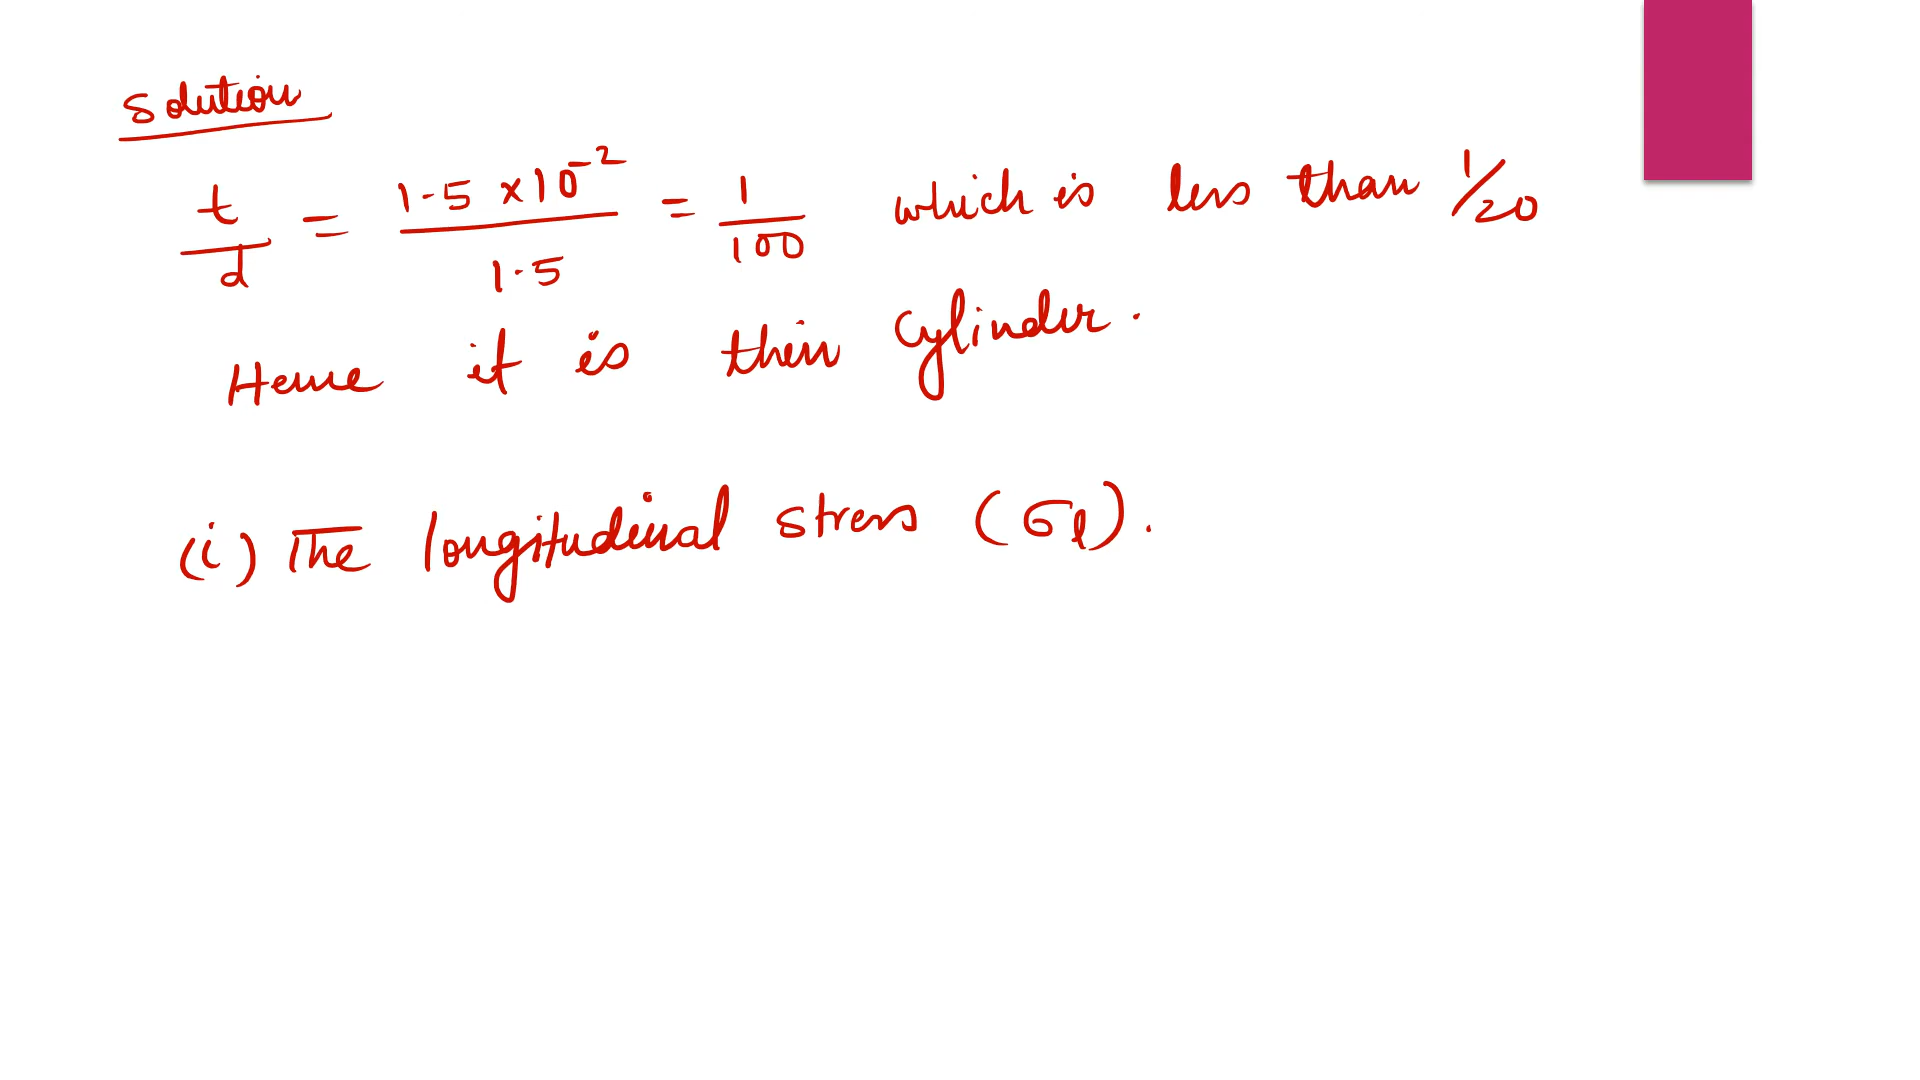 Solution
t/d = 1.5 × 10⁻² / 1.5 = 1/100 which is less than 1/20
Hence it is thin cylinder.
(i) The longitudinal stress (σl).